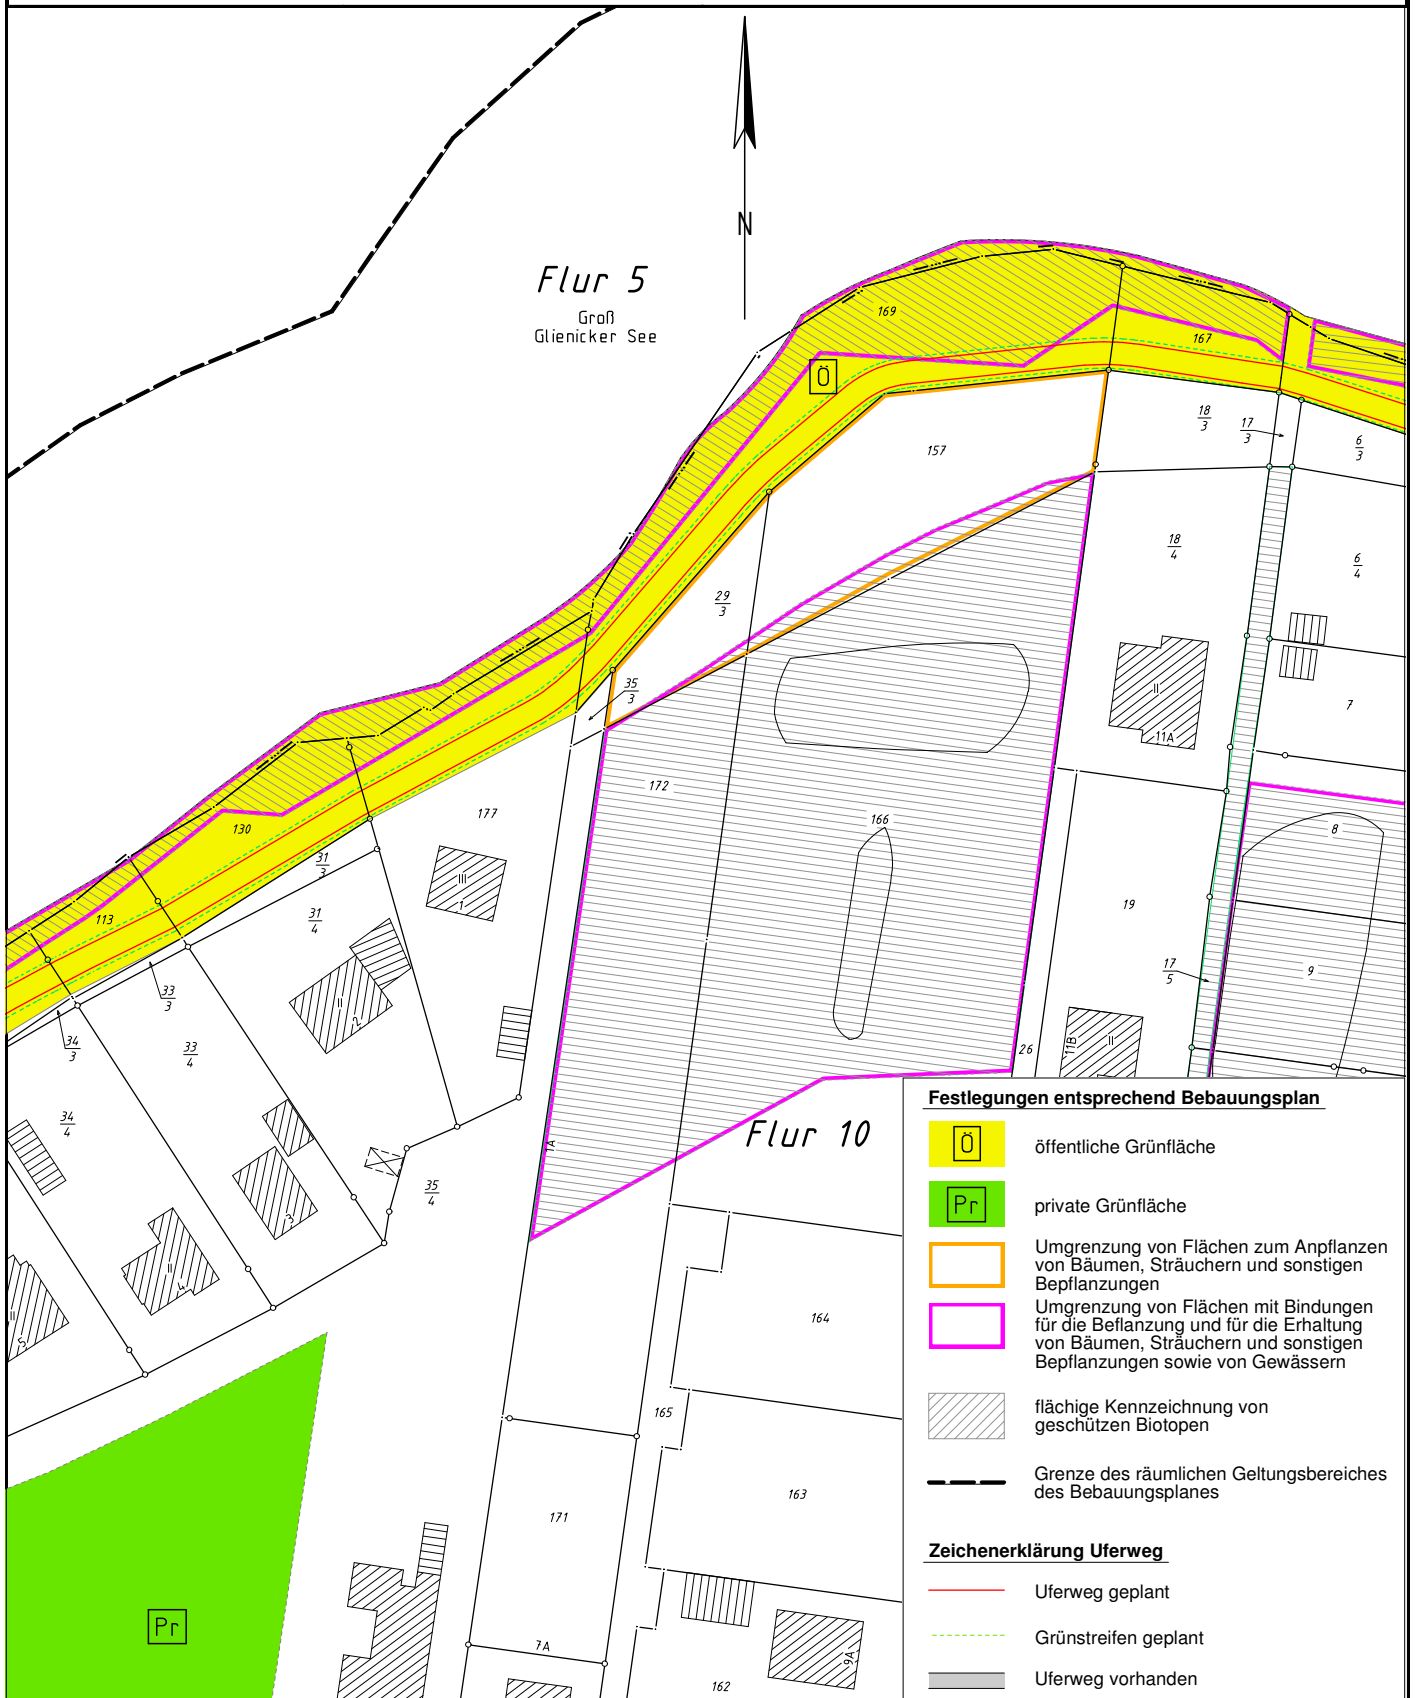 N
Flur 5
Groß
Glienicker See
169
167
Ö
18
3
17
3
6
3
157
18
4
6
4
29
3
35
3
II
11A
7
172
166
177
8
130
31
3
III
1
113
31
4
19
9
17
5
33
3
II
2
34
3
33
4
26
11B
II
34
4
1A
Flur 10
35
4
3
II
4
II
5
164
165
163
171
Pr
7A
9A
162
Festlegungen entsprechend Bebauungsplan
Ö
öffentliche Grünfläche
Pr
private Grünfläche
Umgrenzung von Flächen zum Anpflanzen
von Bäumen, Sträuchern und sonstigen
Bepflanzungen
Umgrenzung von Flächen mit Bindungen
für die Beflanzung und für die Erhaltung
von Bäumen, Sträuchern und sonstigen
Bepflanzungen sowie von Gewässern
flächige Kennzeichnung von
geschützen Biotopen
Grenze des räumlichen Geltungsbereiches
des Bebauungsplanes
Zeichenerklärung Uferweg
Uferweg geplant
Grünstreifen geplant
Uferweg vorhanden